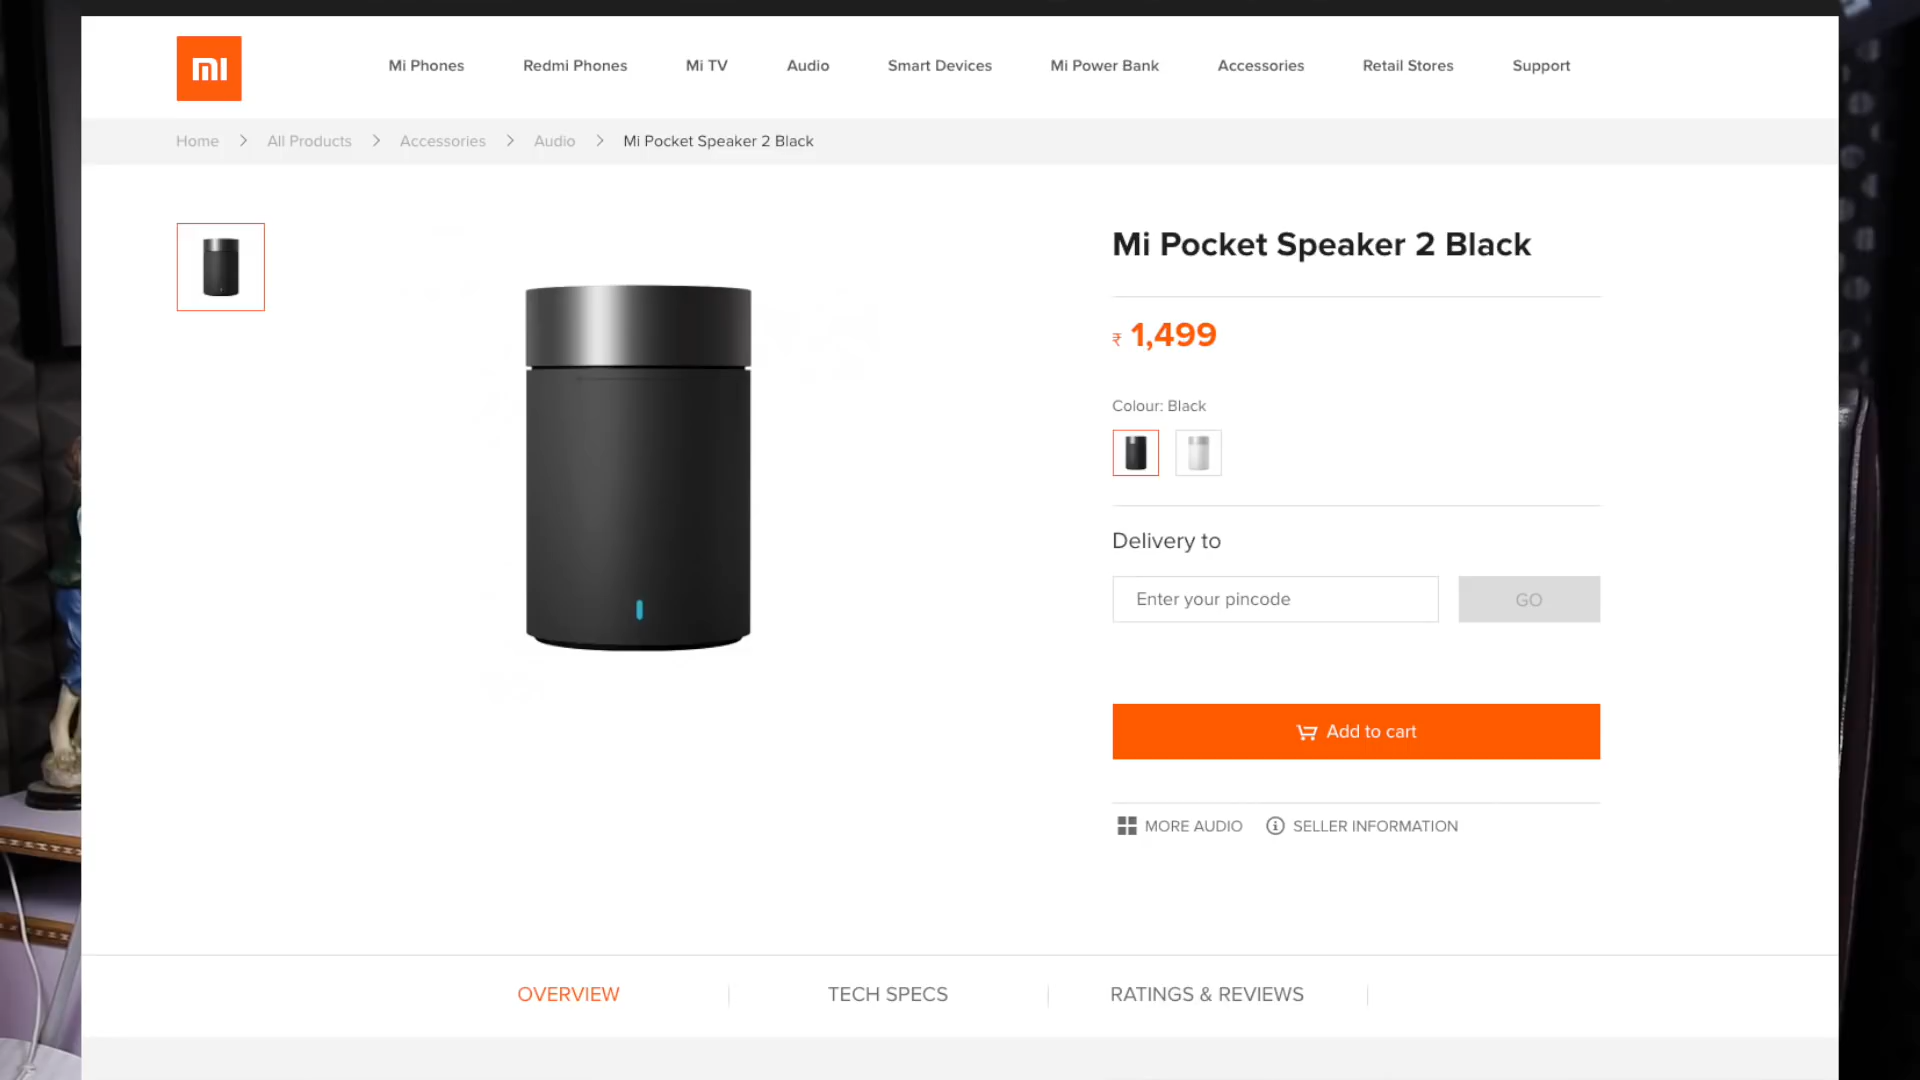 mi
Mi Phones
Redmi Phones
Mi TV
Audio
Smart Devices
Mi Power Bank
Accessories
Retail Stores
Support
Home
All Products
Accessories
Audio
Mi Pocket Speaker 2 Black
Mi Pocket Speaker 2 Black
₹ 1,499
Colour: Black
Delivery to
Enter your pincode
GO
Add to cart
MORE AUDIO
SELLER INFORMATION
OVERVIEW
TECH SPECS
RATINGS & REVIEWS